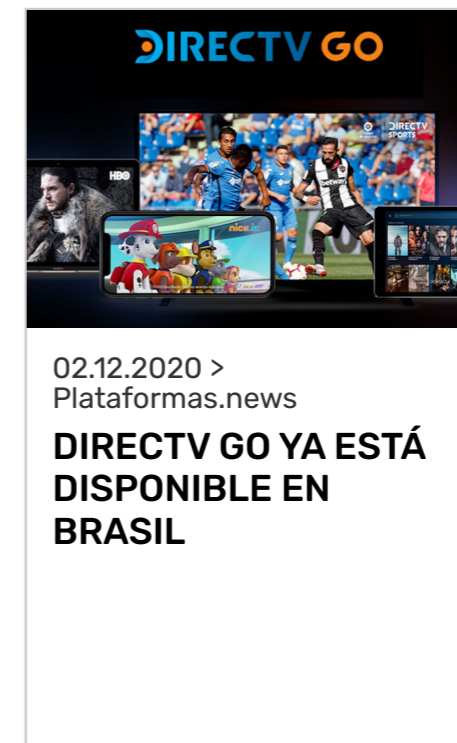 DIRECTV GO
DIRECTV
SPORTS
HBO
betway
nick jr.
02.12.2020 >
Plataformas.news
DIRECTV GO YA ESTÁ
DISPONIBLE EN
BRASIL